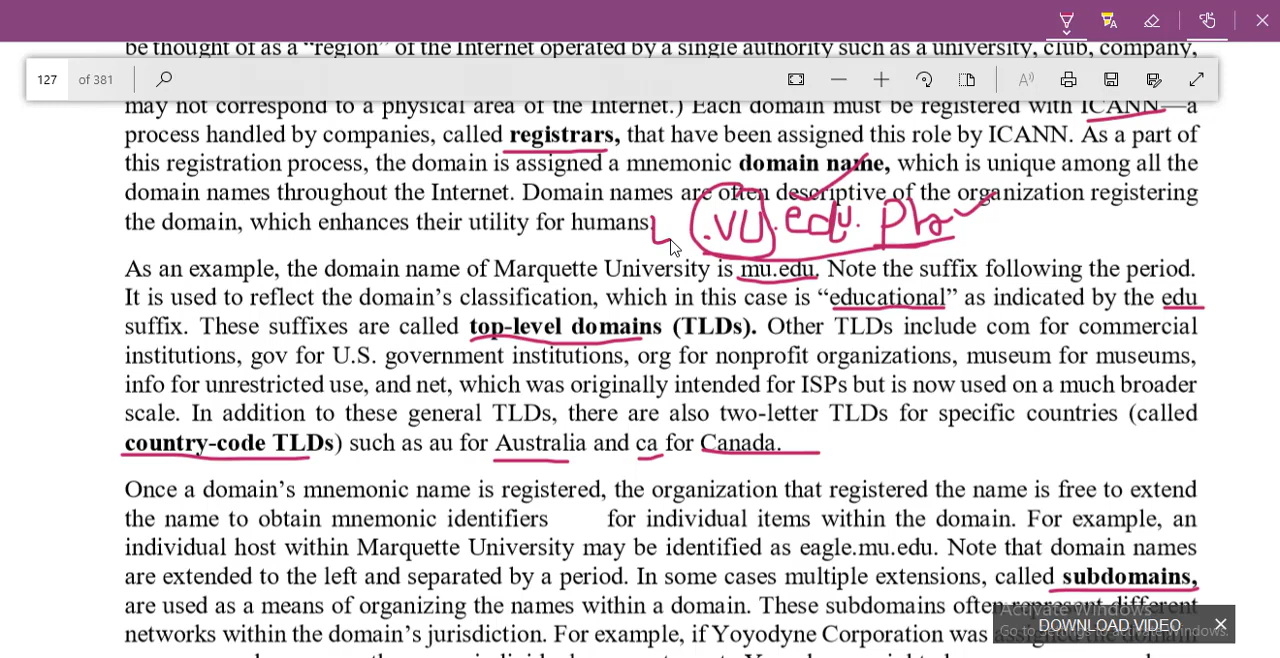 be thought of as a “region” of the Internet operated by a single authority such as a university, club, company,
127 of 381
may not correspond to a physical area of the Internet.) Each domain must be registered with ICANN—a
process handled by companies, called registrars, that have been assigned this role by ICANN. As a part of
this registration process, the domain is assigned a mnemonic domain name, which is unique among all the
domain names throughout the Internet. Domain names are often descriptive of the organization registering
the domain, which enhances their utility for humans.
.vu.edu.
As an example, the domain name of Marquette University is mu.edu. Note the suffix following the period.
It is used to reflect the domain’s classification, which in this case is “educational” as indicated by the edu
suffix. These suffixes are called top-level domains (TLDs). Other TLDs include com for commercial
institutions, gov for U.S. government institutions, org for nonprofit organizations, museum for museums,
info for unrestricted use, and net, which was originally intended for ISPs but is now used on a much broader
scale. In addition to these general TLDs, there are also two-letter TLDs for specific countries (called
country-code TLDs) such as au for Australia and ca for Canada.
Once a domain’s mnemonic name is registered, the organization that registered the name is free to extend
the name to obtain mnemonic identifiers for individual items within the domain. For example, an
individual host within Marquette University may be identified as eagle.mu.edu. Note that domain names
are extended to the left and separated by a period. In some cases multiple extensions, called subdomains,
are used as a means of organizing the names within a domain. These subdomains often represent different
Activate Windows
DOWNLOAD VIDEO
Go to Settings to activate Windows.
networks within the domain’s jurisdiction. For example, if Yoyodyne Corporation was